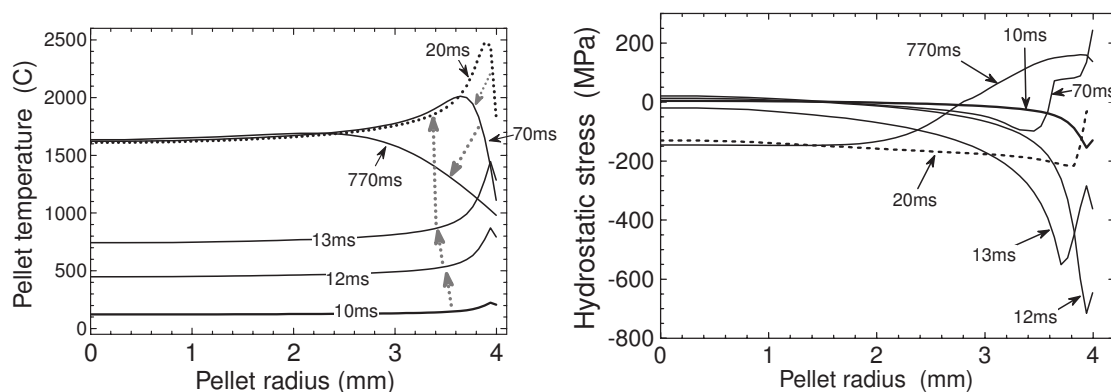 2500
2000
1500
1000
500
0
Pellet temperature (C)
20ms
70ms
770ms
13ms
12ms
10ms
0 1 2 3 4
Pellet radius (mm)
200
0
-200
-400
-600
-800
Hydrostatic stress (MPa)
10ms
770ms
70ms
20ms
13ms
12ms
0 1 2 3 4
Pellet radius (mm)